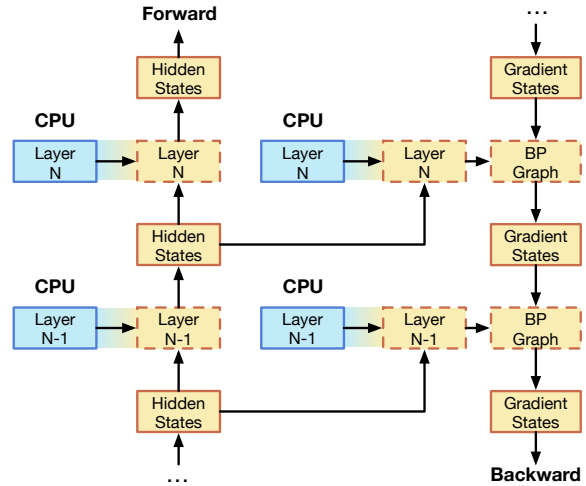 Forward
...
Hidden
States
Gradient
States
CPU
CPU
Layer
N
Layer
N
Layer
N
Layer
N
BP
Graph
Hidden
States
Gradient
States
CPU
CPU
Layer
N-1
Layer
N-1
Layer
N-1
Layer
N-1
BP
Graph
Hidden
States
Gradient
States
...
Backward